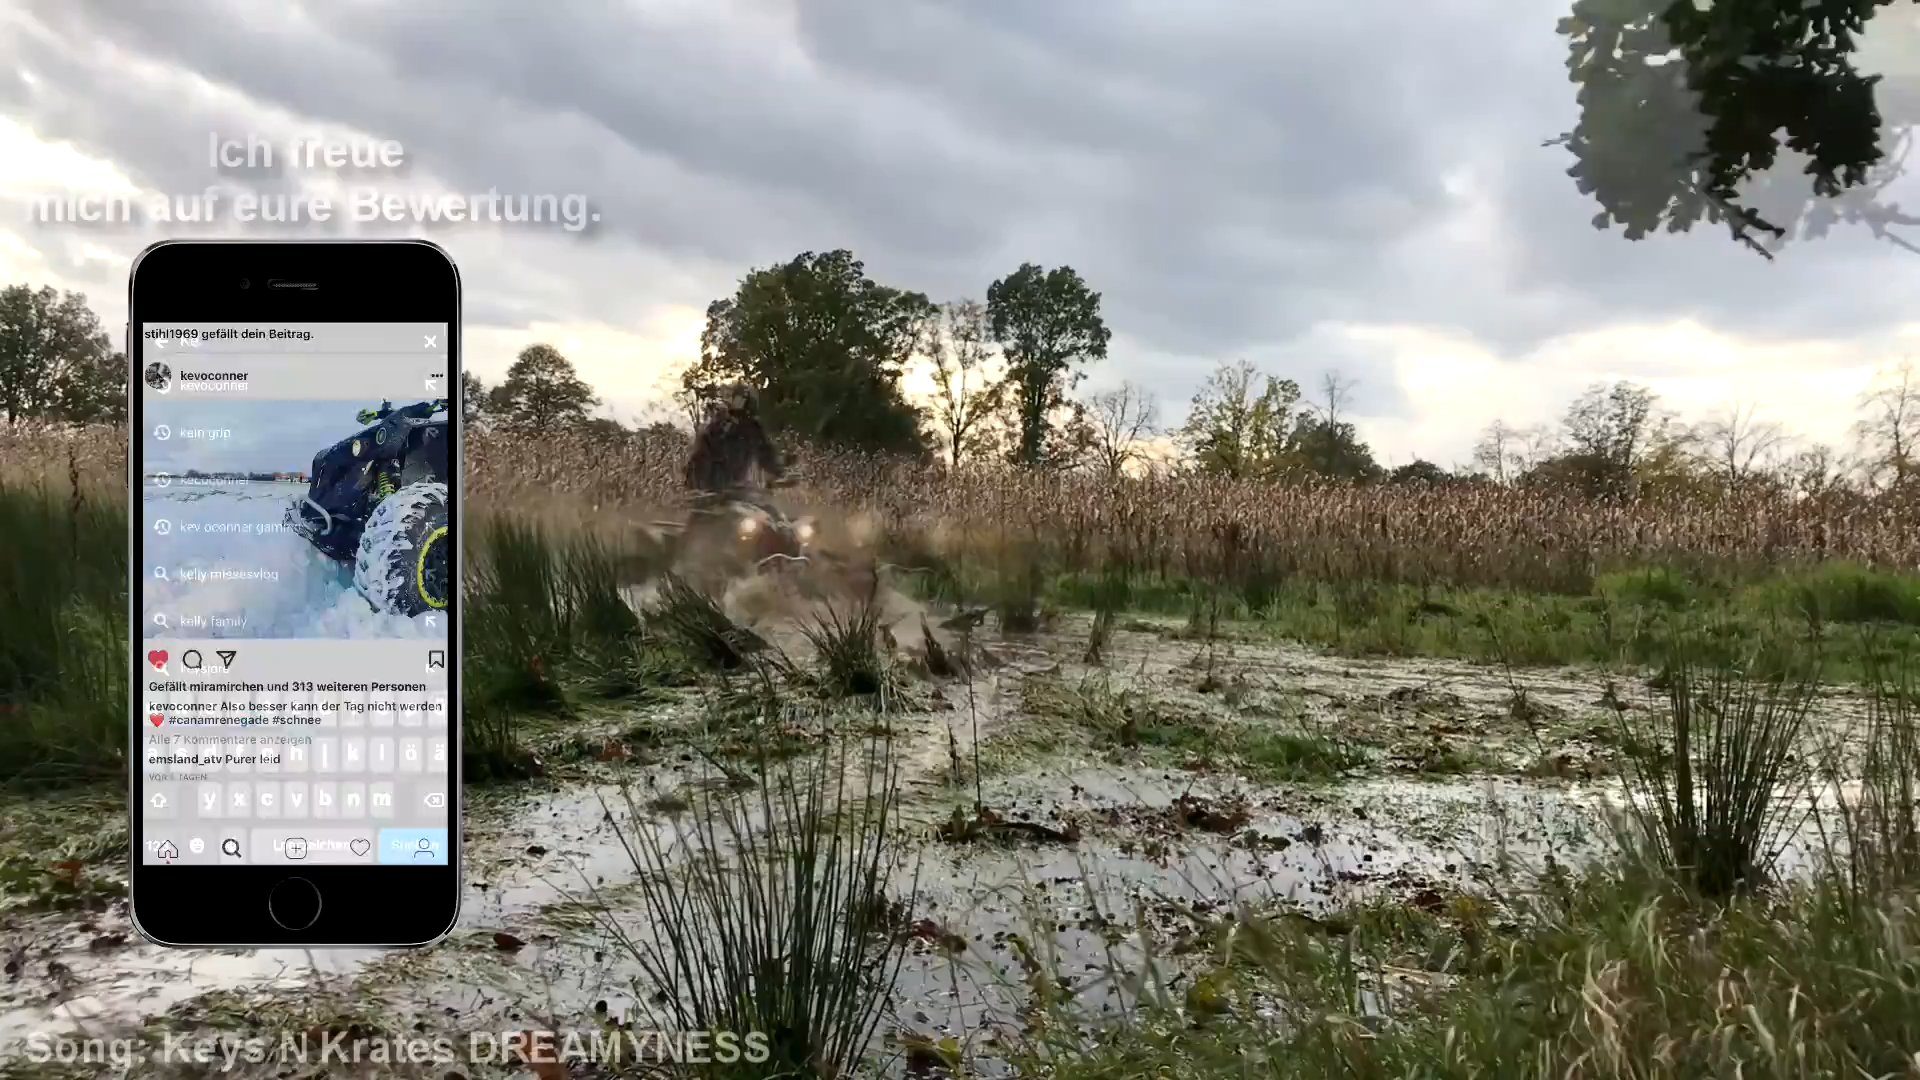 Ich freue
mich auf eure Bewertung.
stihl1969 gefällt dein Beitrag.
kevoconner
kevoconner
kein grip
kacoconner
kev oconner gaming
kelly missesvlog
kelly family
Gefällt miramirchen und 313 weiteren Personen
kevoconner Also besser kann der Tag nicht werden
❤️ #canamrenegade #schnee
Alle 7 Kommentare anzeigen
h j k l ö ä
emsland_atv Purer leid
y x c v b n m
Song: Keys N Krates DREAMYNESS